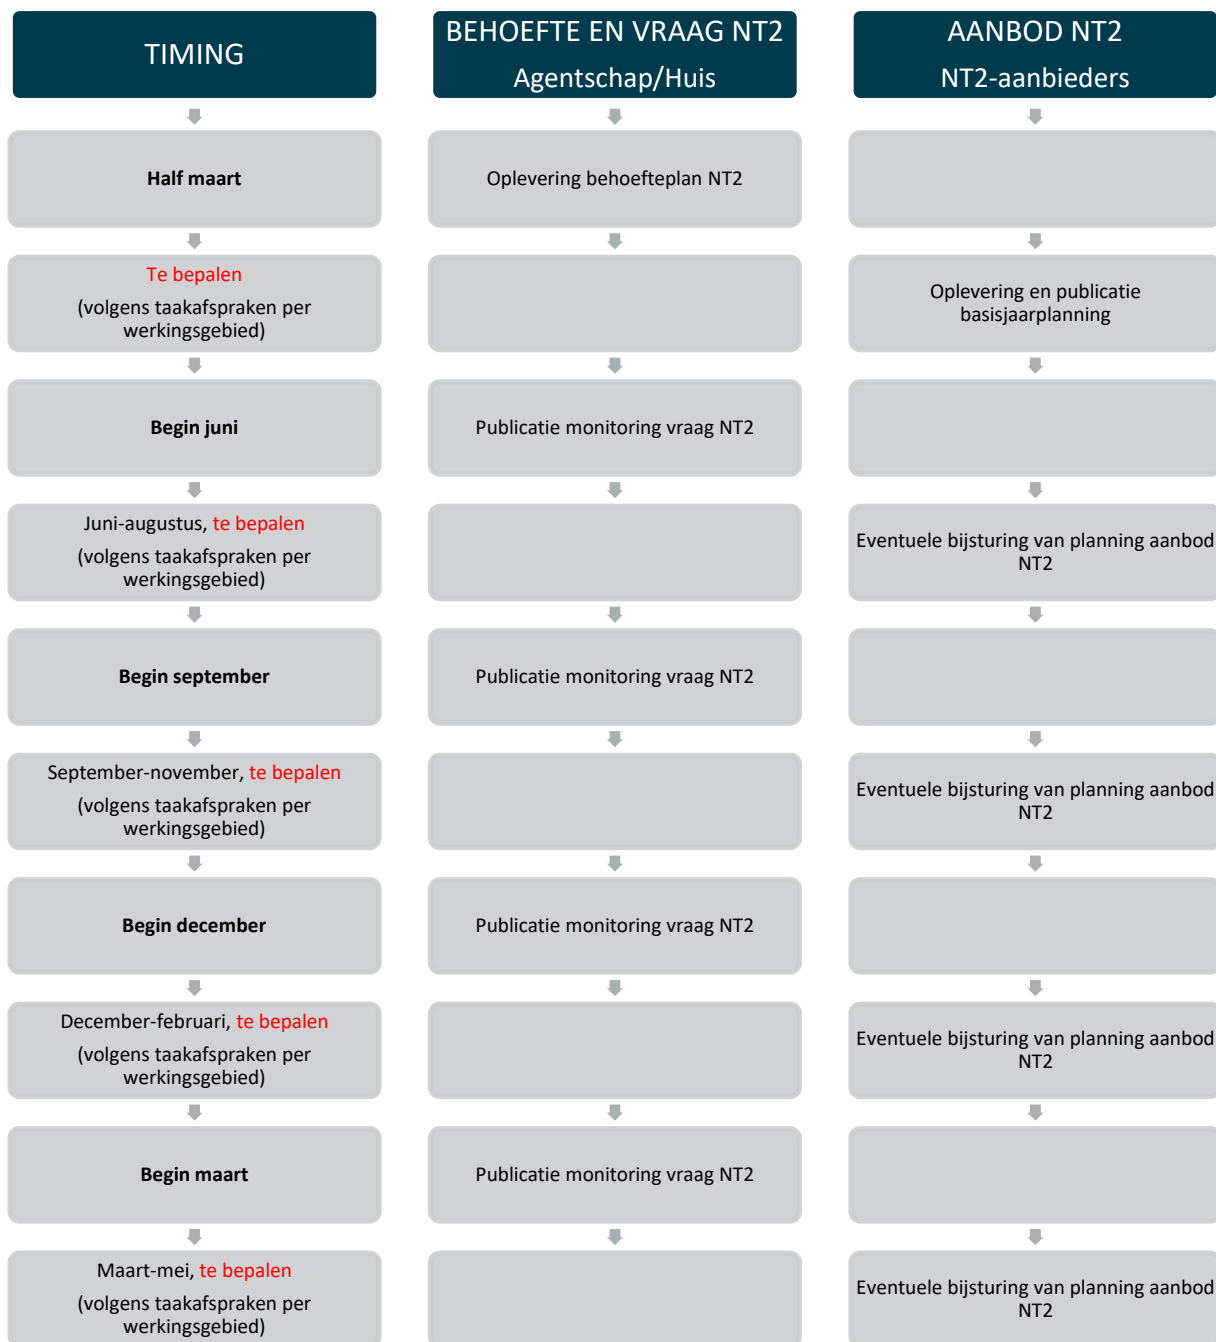 TIMING
BEHOEFTE EN VRAAG NT2
Agentschap/Huis
AANBOD NT2
NT2-aanbieders
Half maart
Oplevering behoefteplan NT2
Te bepalen
(volgens taakafspraken per
werkingsgebied)
Oplevering en publicatie
basisjaarplanning
Begin juni
Publicatie monitoring vraag NT2
Juni-augustus, te bepalen
(volgens taakafspraken per
werkingsgebied)
Eventuele bijsturing van planning aanbod
NT2
Begin september
Publicatie monitoring vraag NT2
September-november, te bepalen
(volgens taakafspraken per
werkingsgebied)
Eventuele bijsturing van planning aanbod
NT2
Begin december
Publicatie monitoring vraag NT2
December-februari, te bepalen
(volgens taakafspraken per
werkingsgebied)
Eventuele bijsturing van planning aanbod
NT2
Begin maart
Publicatie monitoring vraag NT2
Maart-mei, te bepalen
(volgens taakafspraken per
werkingsgebied)
Eventuele bijsturing van planning aanbod
NT2